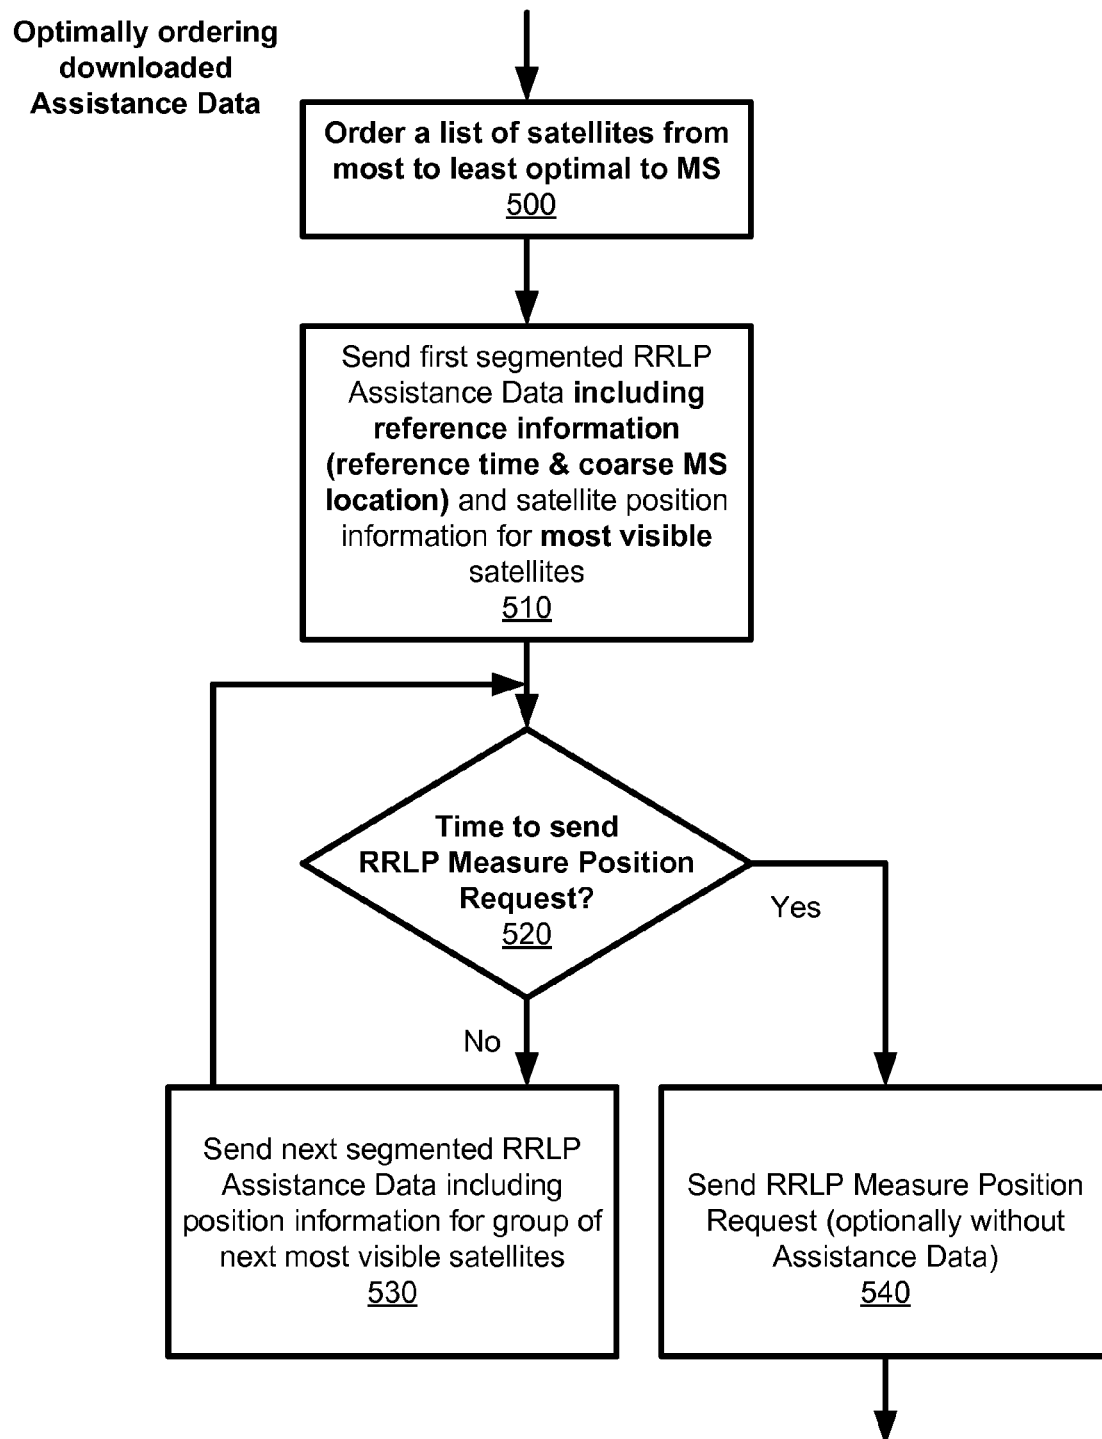 Optimally ordering
downloaded
Assistance Data
Order a list of satellites from
most to least optimal to MS
500
Send first segmented RRLP
Assistance Data including
reference information
(reference time & coarse MS
location) and satellite position
information for most visible
satellites
510
Time to send
RRLP Measure Position
Request?
520
Yes
No
Send next segmented RRLP
Assistance Data including
position information for group of
next most visible satellites
530
Send RRLP Measure Position
Request (optionally without
Assistance Data)
540